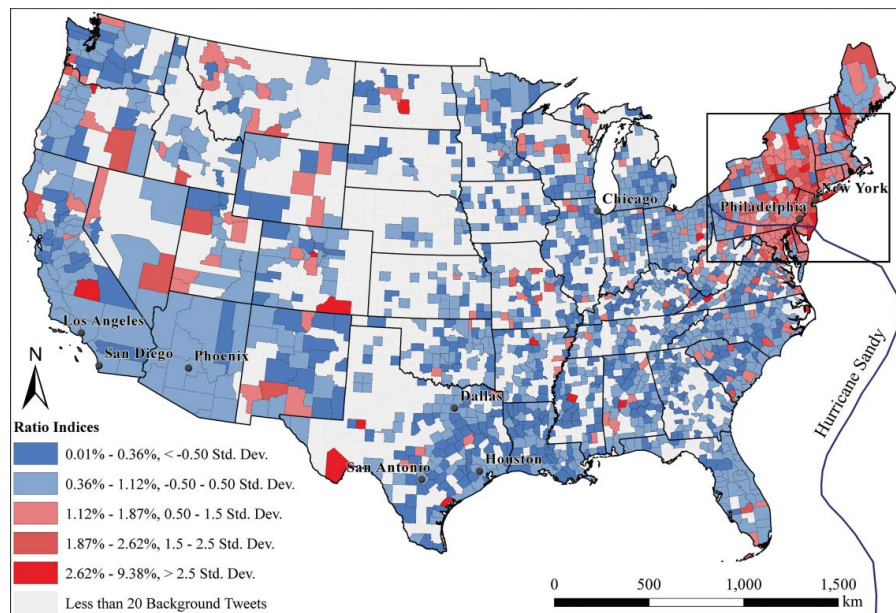 Chicago
New York
Philadelphia
Los Angeles
San Diego
Phoenix
Dallas
San Antonio
Houston
Hurricane Sandy
N
Ratio Indices
0.01% - 0.36%, < -0.50 Std. Dev.
0.36% - 1.12%, -0.50 - 0.50 Std. Dev.
1.12% - 1.87%, 0.50 - 1.5 Std. Dev.
1.87% - 2.62%, 1.5 - 2.5 Std. Dev.
2.62% - 9.38%, > 2.5 Std. Dev.
Less than 20 Background Tweets
0 500 1,000 1,500
km